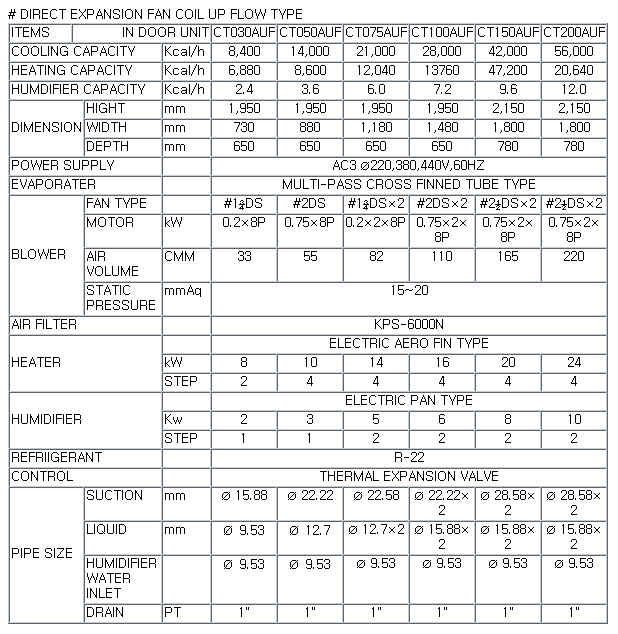 # DIRECT EXPANSION FAN COIL UP FLOW TYPE
ITEMS IN DOOR UNIT CT030AUF CT050AUF CT075AUF CT100AUF CT150AUF CT200AUF
COOLING CAPACITY Kcal/h 8,400 14,000 21,000 28,000 42,000 56,000
HEATING CAPACITY Kcal/h 6,880 8,600 12,040 13760 47,200 20,640
HUMDIFIER CAPACITY Kcal/h 2.4 3.6 6.0 7.2 9.6 12.0
DIMENSION HIGHT mm 1,950 1,950 1,950 1,950 2,150 2,150
WIDTH mm 730 880 1,180 1,480 1,800 1,800
DEPTH mm 650 650 650 650 780 780
POWER SUPPLY AC3 ∅220,380,440V,60HZ
EVAPORATER MULTI-PASS CROSS FINNED TUBE TYPE
BLOWER FAN TYPE #1¼DS #2DS #1¼DS×2 #2DS×2 #2½DS×2 #2½DS×2
MOTOR kW 0.2×8P 0.75×8P 0.2×2×8P 0.75×2× 0.75×2× 0.75×2×
8P 8P 8P
AIR CMM 33 55 82 110 165 220
VOLUME
STATIC mmAq 15~20
PRESSURE
AIR FILTER KPS-6000N
HEATER ELECTRIC AERO FIN TYPE
kW 8 10 14 16 20 24
STEP 2 4 4 4 4 4
HUMIDIFIER ELECTRIC PAN TYPE
Kw 2 3 5 6 8 10
STEP 1 1 2 2 2 2
REFRIIGERANT R-22
CONTROL THERMAL EXPANSION VALVE
PIPE SIZE SUCTION mm ∅ 15.88 ∅ 22.22 ∅ 22.58 ∅ 22.22× ∅ 28.58× ∅ 28.58×
2 2 2
LIQUID mm ∅ 9.53 ∅ 12.7 ∅ 12.7×2 ∅ 15.88× ∅ 15.88× ∅ 15.88×
2 2 2
HUMIDIFIER ∅ 9.53 ∅ 9.53 ∅ 9.53 ∅ 9.53 ∅ 9.53 ∅ 9.53
WATER
INLET
DRAIN PT 1" 1" 1" 1" 1" 1"